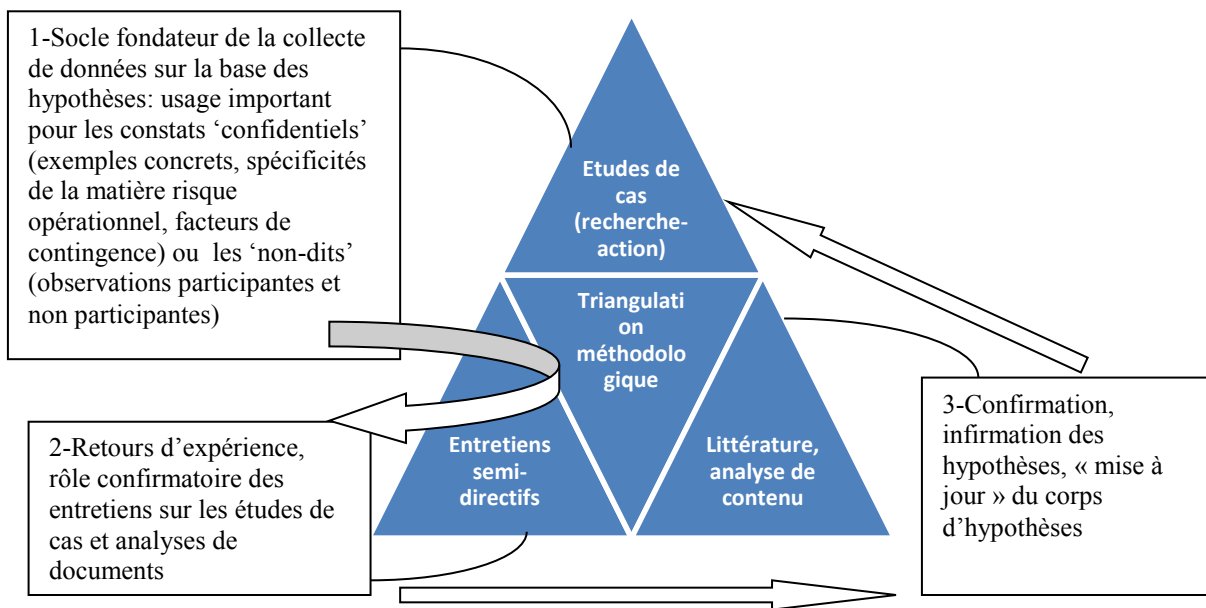 1-Socle fondateur de la collecte
de données sur la base des
hypothèses: usage important
pour les constats ‘confidentiels’
(exemples concrets, spécificités
de la matière risque
opérationnel, facteurs de
contingence) ou  les ‘non-dits’
(observations participantes et
non participantes)
Etudes de
cas
(recherche-
action)
Triangulati
on
méthodolo
gique
2-Retours d’expérience,
rôle confirmatoire des
entretiens sur les études de
cas et analyses de
documents
Entretiens
semi-
directifs
Littérature,
analyse de
contenu
3-Confirmation,
infirmation des
hypothèses, « mise à
jour » du corps
d’hypothèses